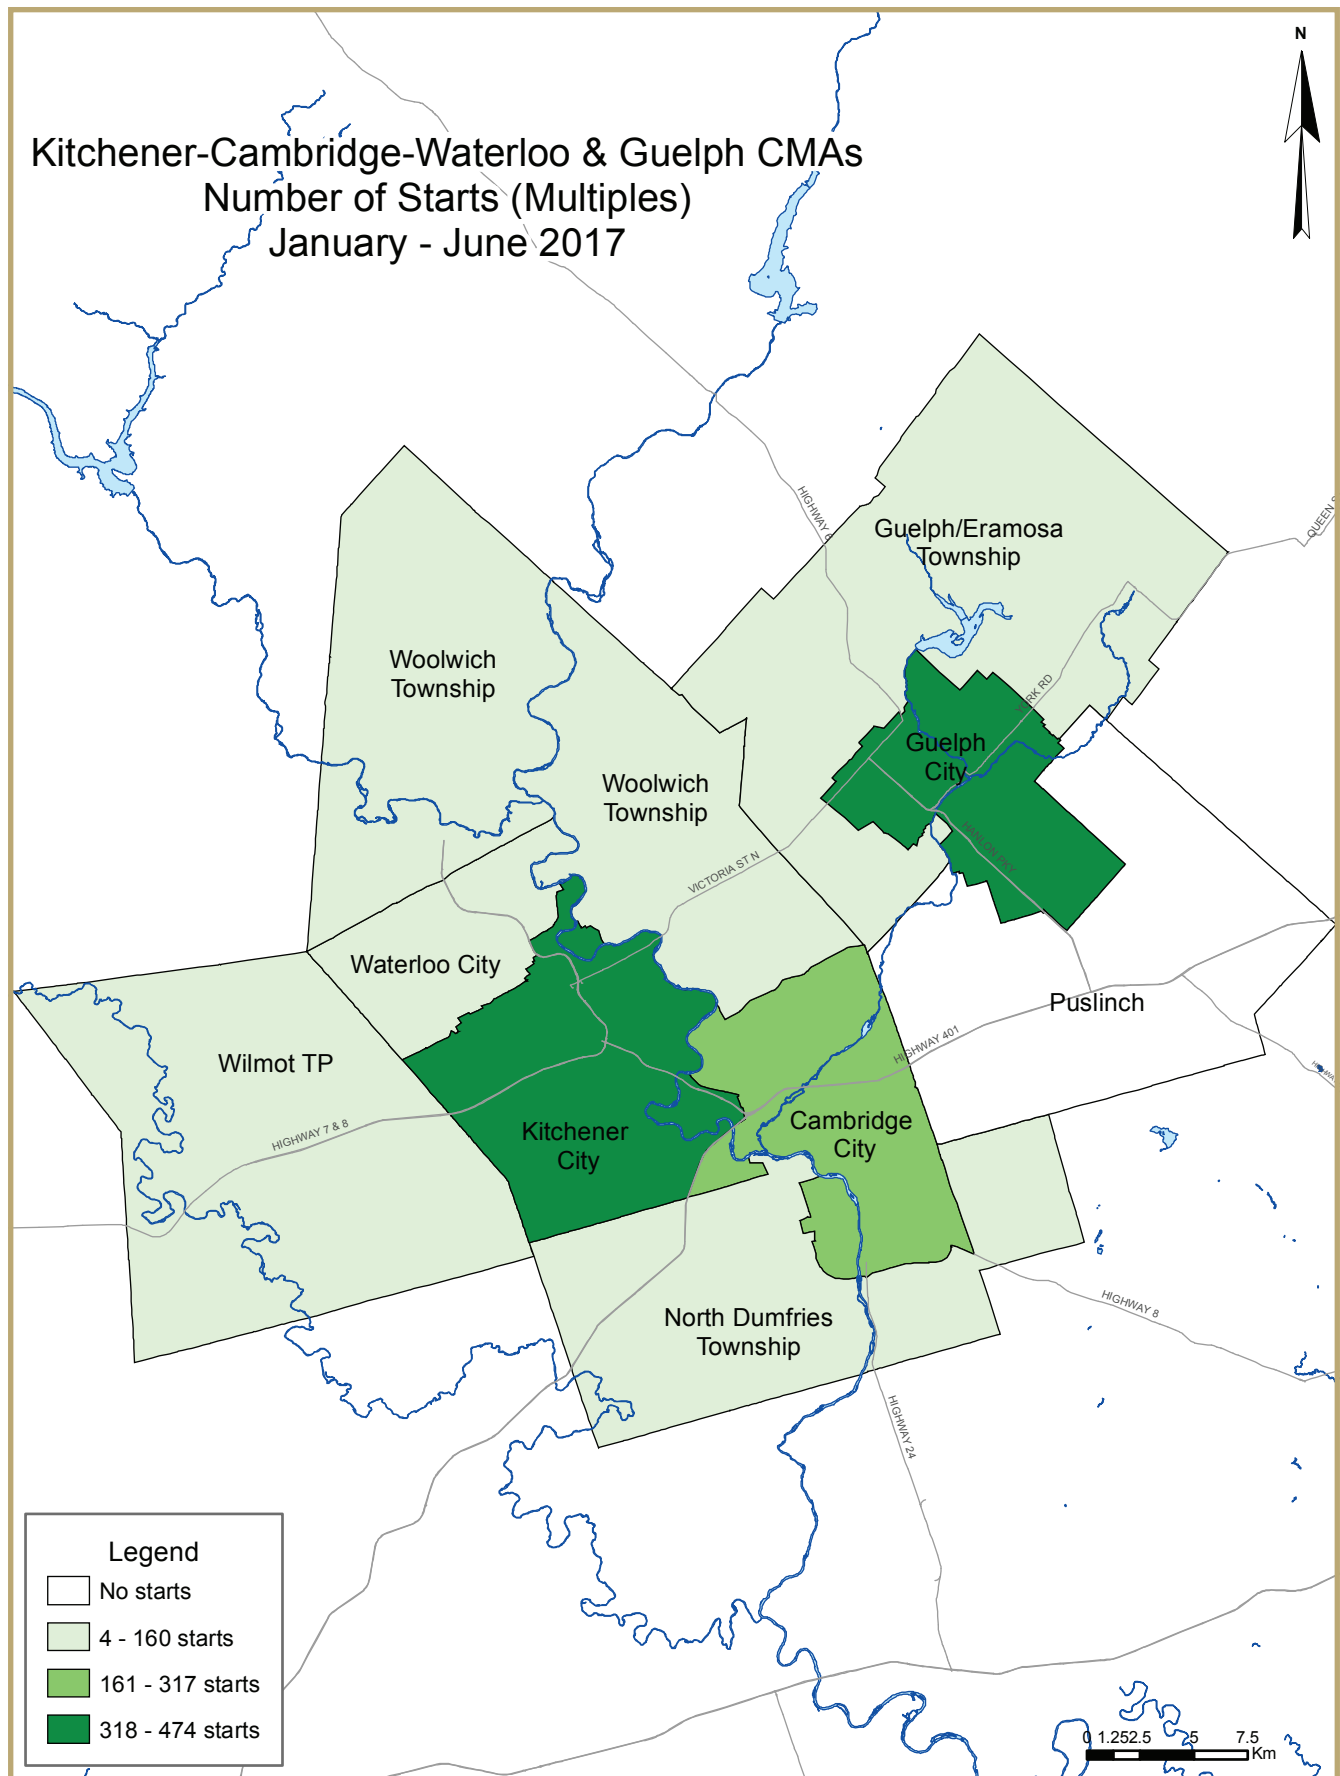 N
Kitchener-Cambridge-Waterloo & Guelph CMAs
Number of Starts (Multiples)
January - June 2017
HIGHWAY 6
QUEEN S
Guelph/Eramosa
Township
Woolwich
Township
YORK RD
Guelph
City
Woolwich
Township
HANLON PKY
VICTORIA ST N
Waterloo City
Puslinch
HIGHWAY 401
Wilmot TP
HIGHWAY 7 & 8
Kitchener
City
Cambridge
City
HIGHWAY 8
North Dumfries
Township
HIGHWAY 24
Legend
No starts
4 - 160 starts
161 - 317 starts
318 - 474 starts
0 1.25 2.5 5 7.5
Km